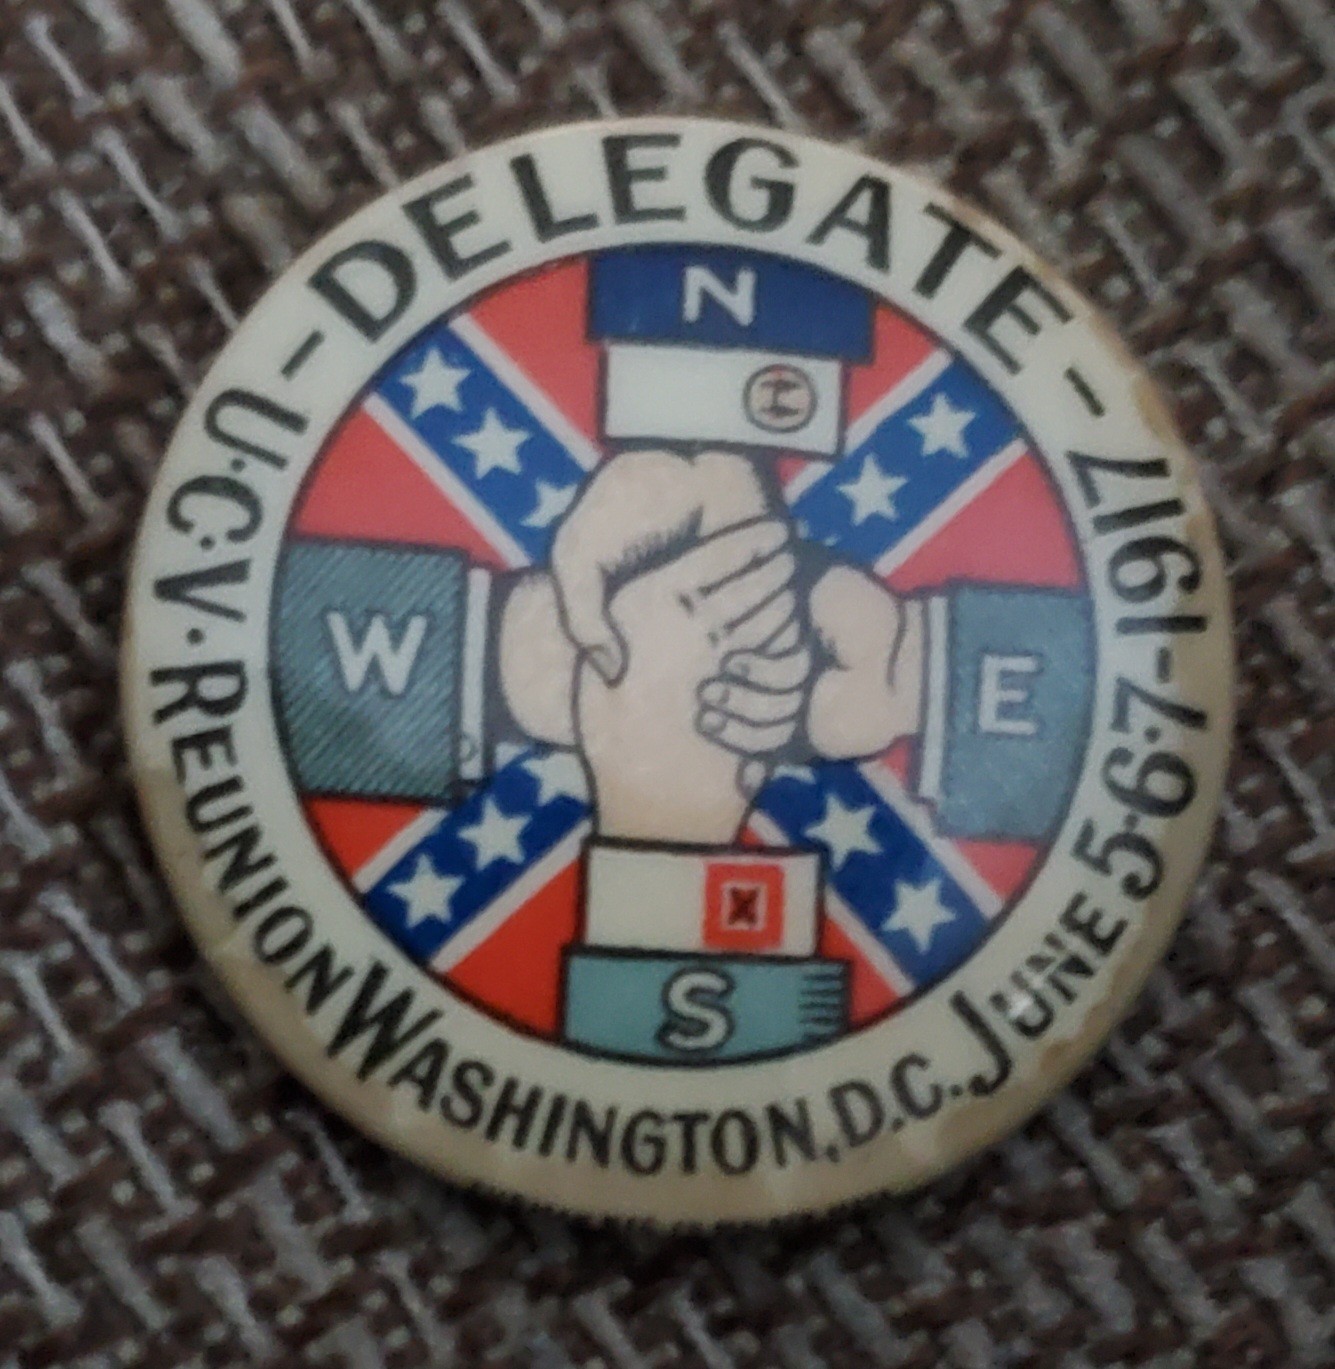 DELEGATE - 1917 -
U.C.V. REUNION WASHINGTON, D.C. JUNE 5-6-7-
N
W
E
S